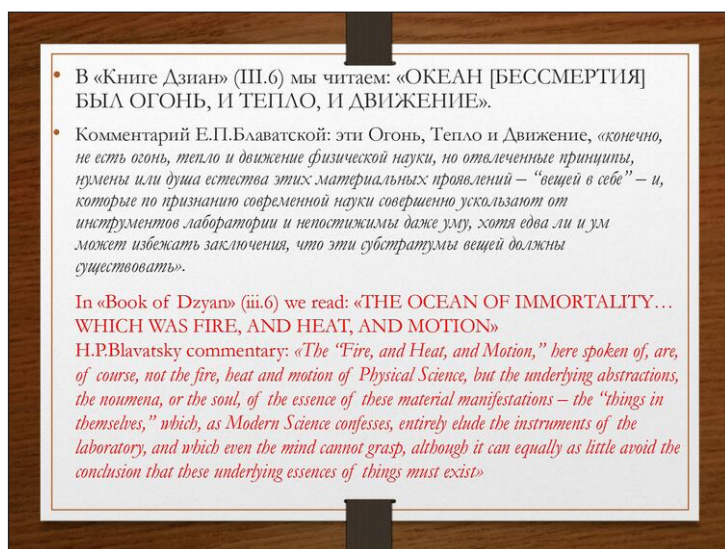 • В «Книге Дзиан» (III.6) мы читаем: «ОКЕАН [БЕССМЕРТИЯ]
БЫЛ ОГОНЬ, И ТЕПЛО, И ДВИЖЕНИЕ».
• Комментарий Е.П.Блаватской: эти Огонь, Тепло и Движение, «конечно,
не есть огонь, тепло и движение физической науки, но отвлеченные принципы,
нумены или душа естества этих материальных проявлений – “вещей в себе” – и,
которые по признанию современной науки совершенно ускользают от
инструментов лаборатории и непостижимы даже уму, хотя едва ли и ум
может избежать заключения, что эти субстратумы вещей должны
существовать».
In «Book of Dzyan» (iii.6) we read: «THE OCEAN OF IMMORTALITY…
WHICH WAS FIRE, AND HEAT, AND MOTION»
H.P.Blavatsky commentary: «The “Fire, and Heat, and Motion,” here spoken of, are,
of course, not the fire, heat and motion of Physical Science, but the underlying abstractions,
the noumena, or the soul, of the essence of these material manifestations – the “things in
themselves,” which, as Modern Science confesses, entirely elude the instruments of the
laboratory, and which even the mind cannot grasp, although it can equally as little avoid the
conclusion that these underlying essences of things must exist»